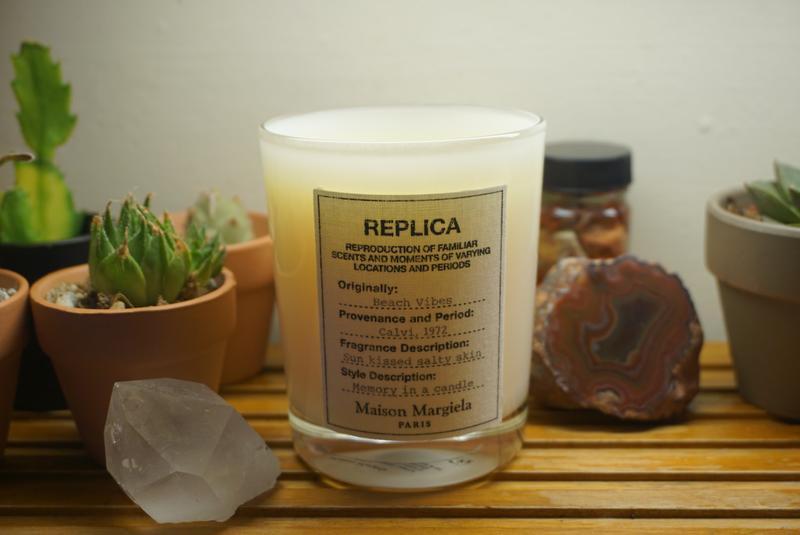 REPLICA
REPRODUCTION OF FAMILIAR
SCENTS AND MOMENTS OF VARYING
LOCATIONS AND PERIODS
Originally:
Beach Vibes
Provenance and Period:
Calvi, 1972
Fragrance Description:
Sun kissed salty skin
Style Description:
Memory in a candle
Maison Margiela
PARIS